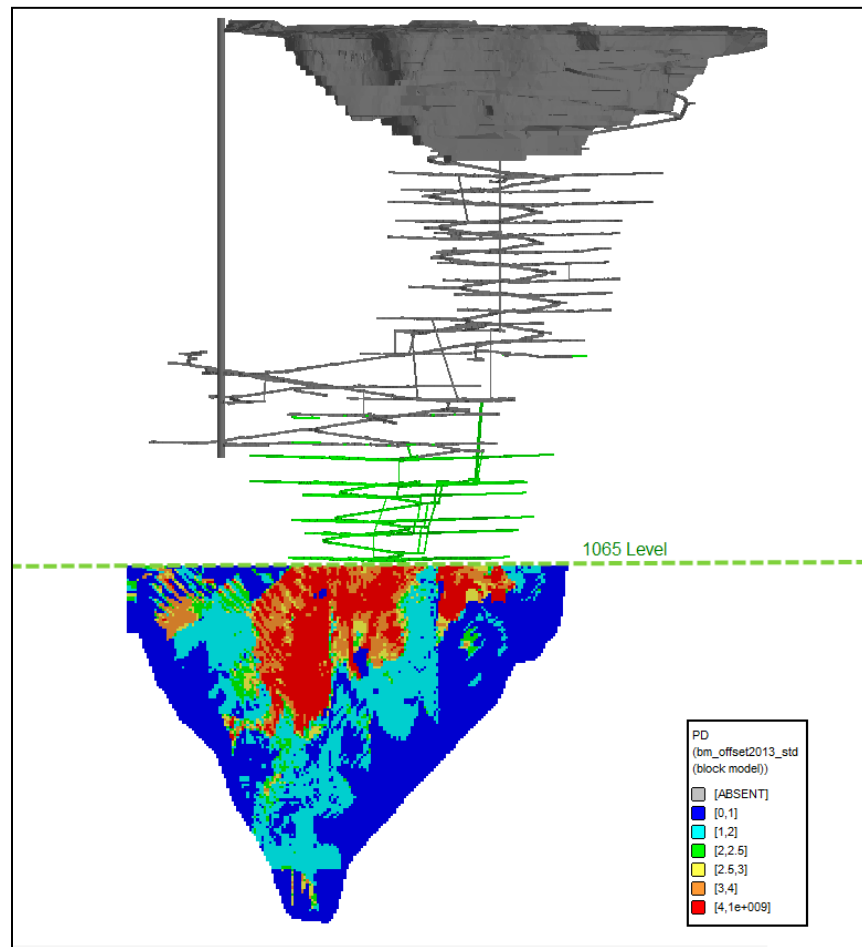 1065 Level
PD
(bm_offset2013_std
(block model))
[ABSENT]
[0,1]
[1,2]
[2,2.5]
[2.5,3]
[3,4]
[4,1e+009]